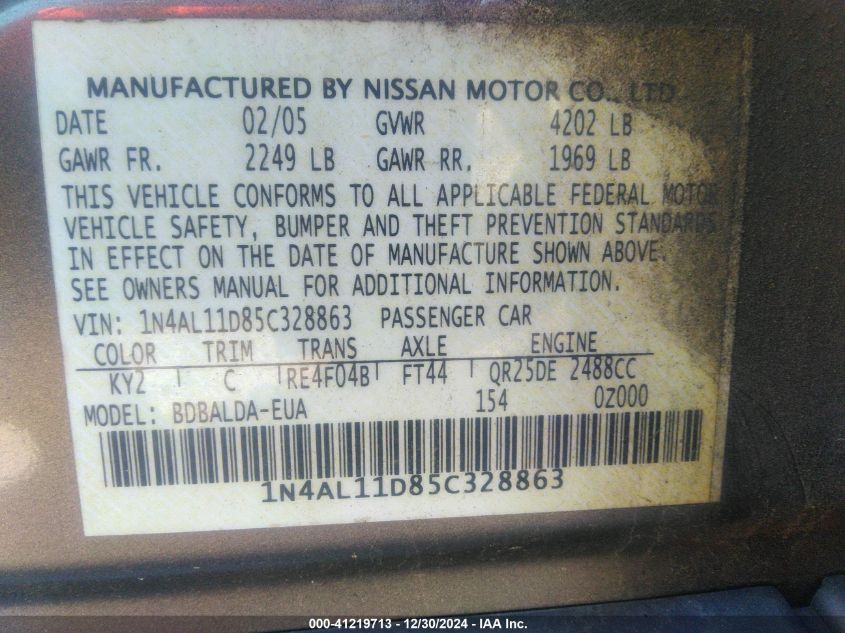 MANUFACTURED BY NISSAN MOTOR CO., LTD.
DATE 02/05 GVWR 4202 LB
GAWR FR. 2249 LB GAWR RR. 1969 LB
THIS VEHICLE CONFORMS TO ALL APPLICABLE FEDERAL MOTOR
VEHICLE SAFETY, BUMPER AND THEFT PREVENTION STANDARDS
IN EFFECT ON THE DATE OF MANUFACTURE SHOWN ABOVE.
SEE OWNERS MANUAL FOR ADDITIONAL INFORMATION.
VIN: 1N4AL11D85C328863 PASSENGER CAR
COLOR TRIM TRANS AXLE ENGINE
KY2 C RE4F04B FT44 QR25DE 2488CC
MODEL: BDBALDA-EUA 154 0Z000
1N4AL11D85C328863
000-41219713 - 12/30/2024 - IAA Inc.